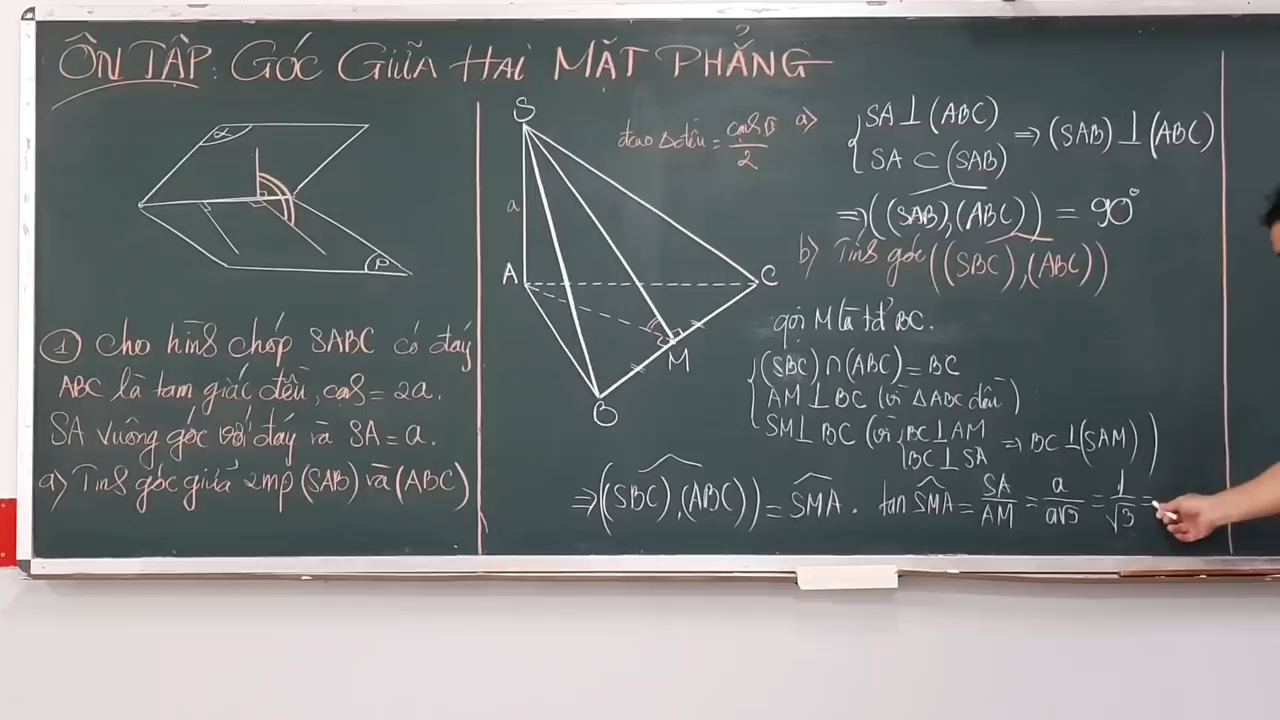 ÔN TẬP: GÓC GIỮA HAI MẶT PHẲNG
α
P
① Cho hình chóp SABC có đáy
ABC là tam giác đều, cạnh = 2a.
SA vuông góc với đáy và SA = a.
a) Tính góc giữa 2mp (SAB) và (ABC)
S
a
A
B
C
M
đcao Δ đều = cạnh√3/2
a) { SA ⊥ (ABC)
SA ⊂ (SAB) ⇒ (SAB) ⊥ (ABC)
⇒ ((SAB), (ABC)) = 90°
b) Tính góc ((SBC), (ABC))
gọi M là tđ BC.
{ (SBC) ∩ (ABC) = BC
AM ⊥ BC (vì ΔABC đều)
SM ⊥ BC (vì { BC ⊥ AM
BC ⊥ SA ⇒ BC ⊥ (SAM))
⇒ ((SBC), (ABC)) = SMA. tan SMA = SA/AM = a/a√3 = 1/√3 =